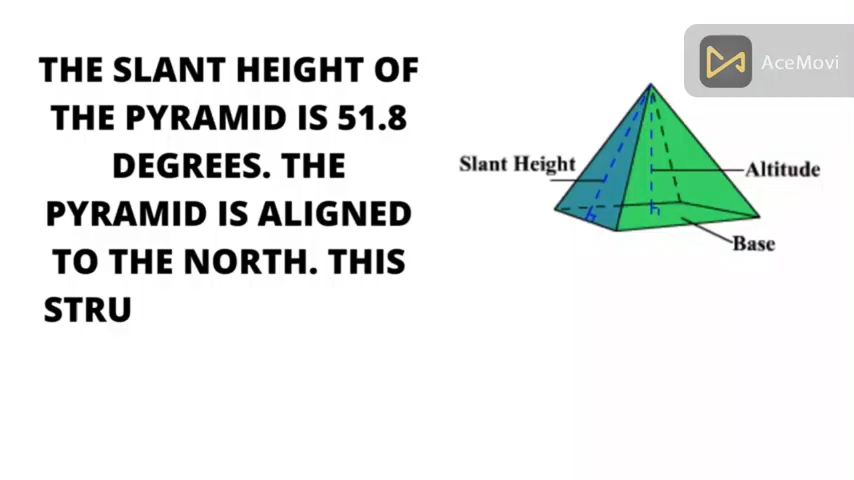 THE SLANT HEIGHT OF
THE PYRAMID IS 51.8
DEGREES. THE
PYRAMID IS ALIGNED
TO THE NORTH. THIS
STRU
AceMovi
Slant Height
Altitude
Base